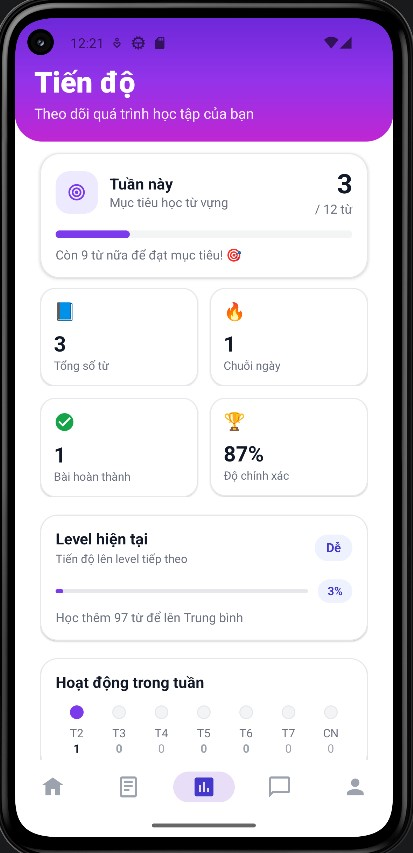 12:21
Tiến độ
Theo dõi quá trình học tập của bạn
Tuần này
Mục tiêu học từ vựng
3
/ 12 từ
Còn 9 từ nữa để đạt mục tiêu! 🎯
3
Tổng số từ
1
Chuỗi ngày
1
Bài hoàn thành
87%
Độ chính xác
Level hiện tại
Tiến độ lên level tiếp theo
Dễ
3%
Học thêm 97 từ để lên Trung bình
Hoạt động trong tuần
T2 T3 T4 T5 T6 T7 CN
1 0 0 0 0 0 0